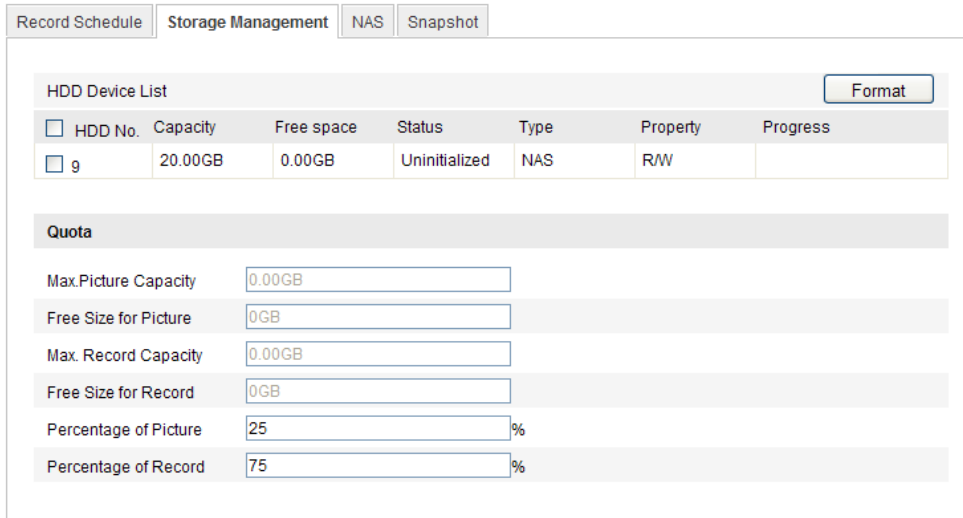 Record Schedule Storage Management NAS Snapshot
HDD Device List Format
HDD No. Capacity Free space Status Type Property Progress
9 20.00GB 0.00GB Uninitialized NAS R/W
Quota
Max.Picture Capacity 0.00GB
Free Size for Picture 0GB
Max. Record Capacity 0.00GB
Free Size for Record 0GB
Percentage of Picture 25 %
Percentage of Record 75 %